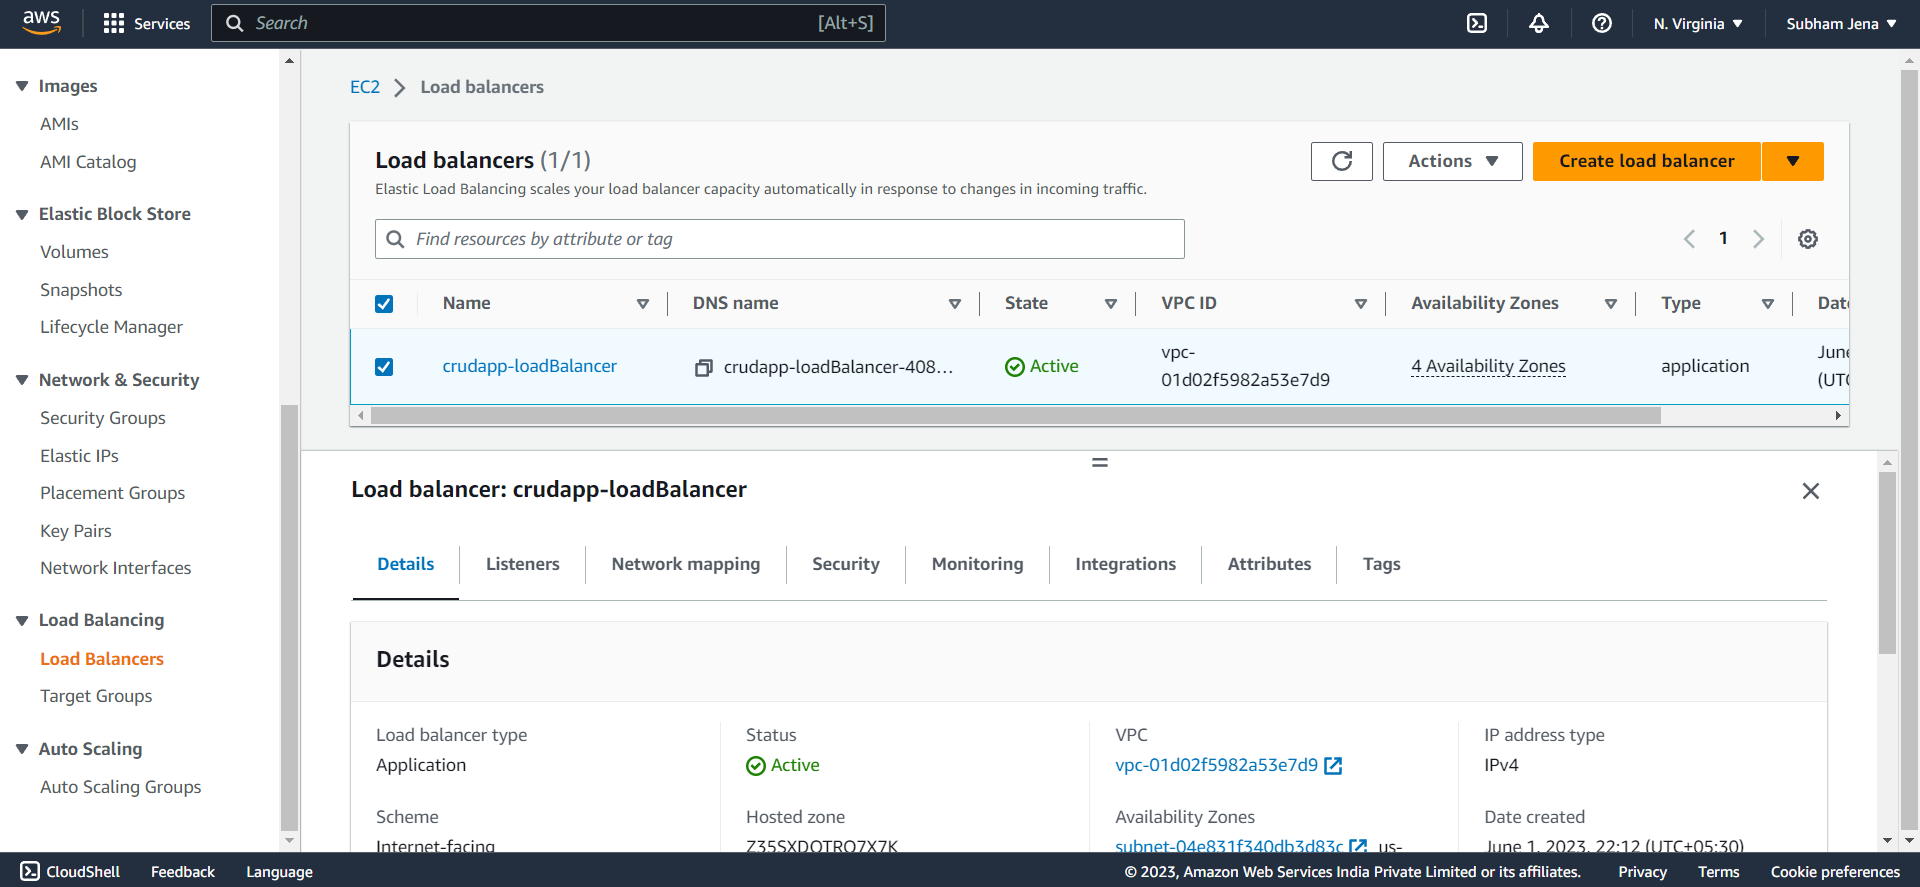 aws
Services
Search
[Alt+S]
N. Virginia
Subham Jena
Images
AMIs
AMI Catalog
Elastic Block Store
Volumes
Snapshots
Lifecycle Manager
Network & Security
Security Groups
Elastic IPs
Placement Groups
Key Pairs
Network Interfaces
Load Balancing
Load Balancers
Target Groups
Auto Scaling
Auto Scaling Groups
EC2
Load balancers
Load balancers (1/1)
Elastic Load Balancing scales your load balancer capacity automatically in response to changes in incoming traffic.
Actions
Create load balancer
Find resources by attribute or tag
1
Name
DNS name
State
VPC ID
Availability Zones
Type
Date
crudapp-loadBalancer
crudapp-loadBalancer-408...
Active
vpc-
01d02f5982a53e7d9
4 Availability Zones
application
June
(UTC
Load balancer: crudapp-loadBalancer
Details
Listeners
Network mapping
Security
Monitoring
Integrations
Attributes
Tags
Details
Load balancer type
Application
Status
Active
VPC
vpc-01d02f5982a53e7d9
IP address type
IPv4
Scheme
Internet-facing
Hosted zone
Z35SXDOTRQ7X7K
Availability Zones
subnet-04e831f340db3d83c us-
Date created
June 1, 2023, 22:12 (UTC+05:30)
CloudShell
Feedback
Language
© 2023, Amazon Web Services India Private Limited or its affiliates.
Privacy
Terms
Cookie preferences